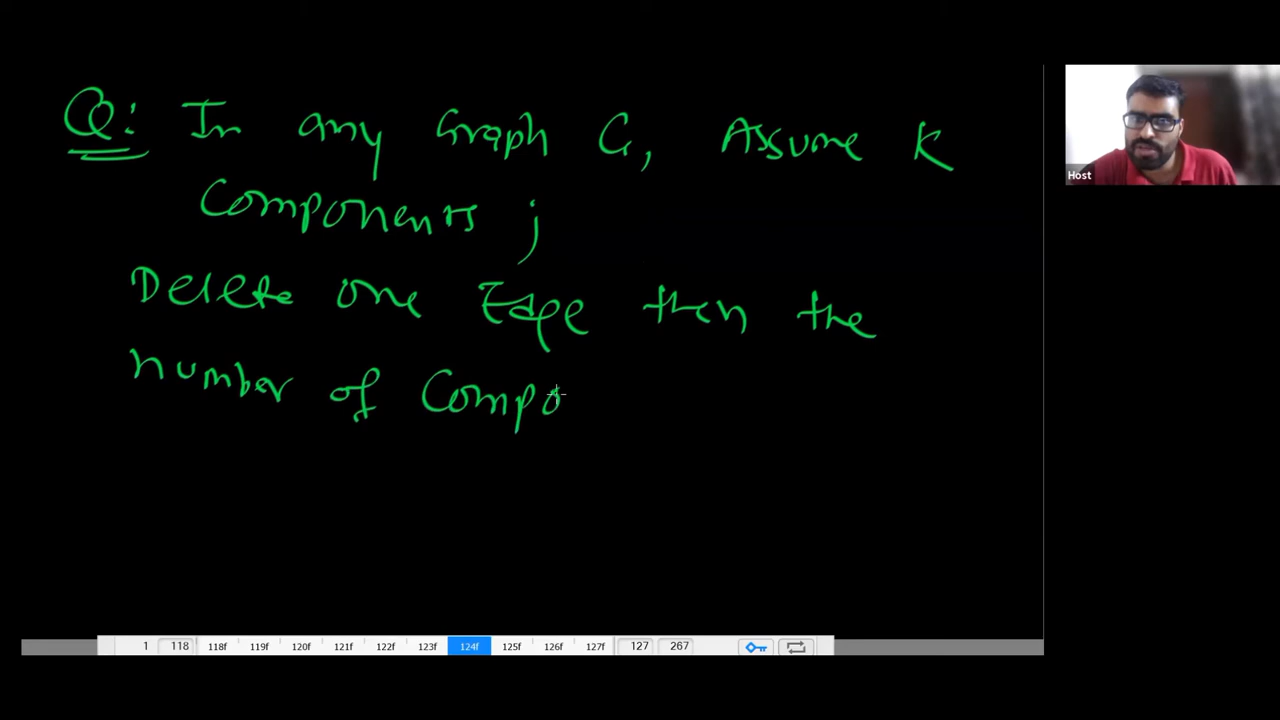 Q: In any Graph G, Assume K
Components ;
Delete one Edge then the
number of Compo
Host
1 118 118f 119f 120f 121f 122f 123f 124f 125f 126f 127f 127 267